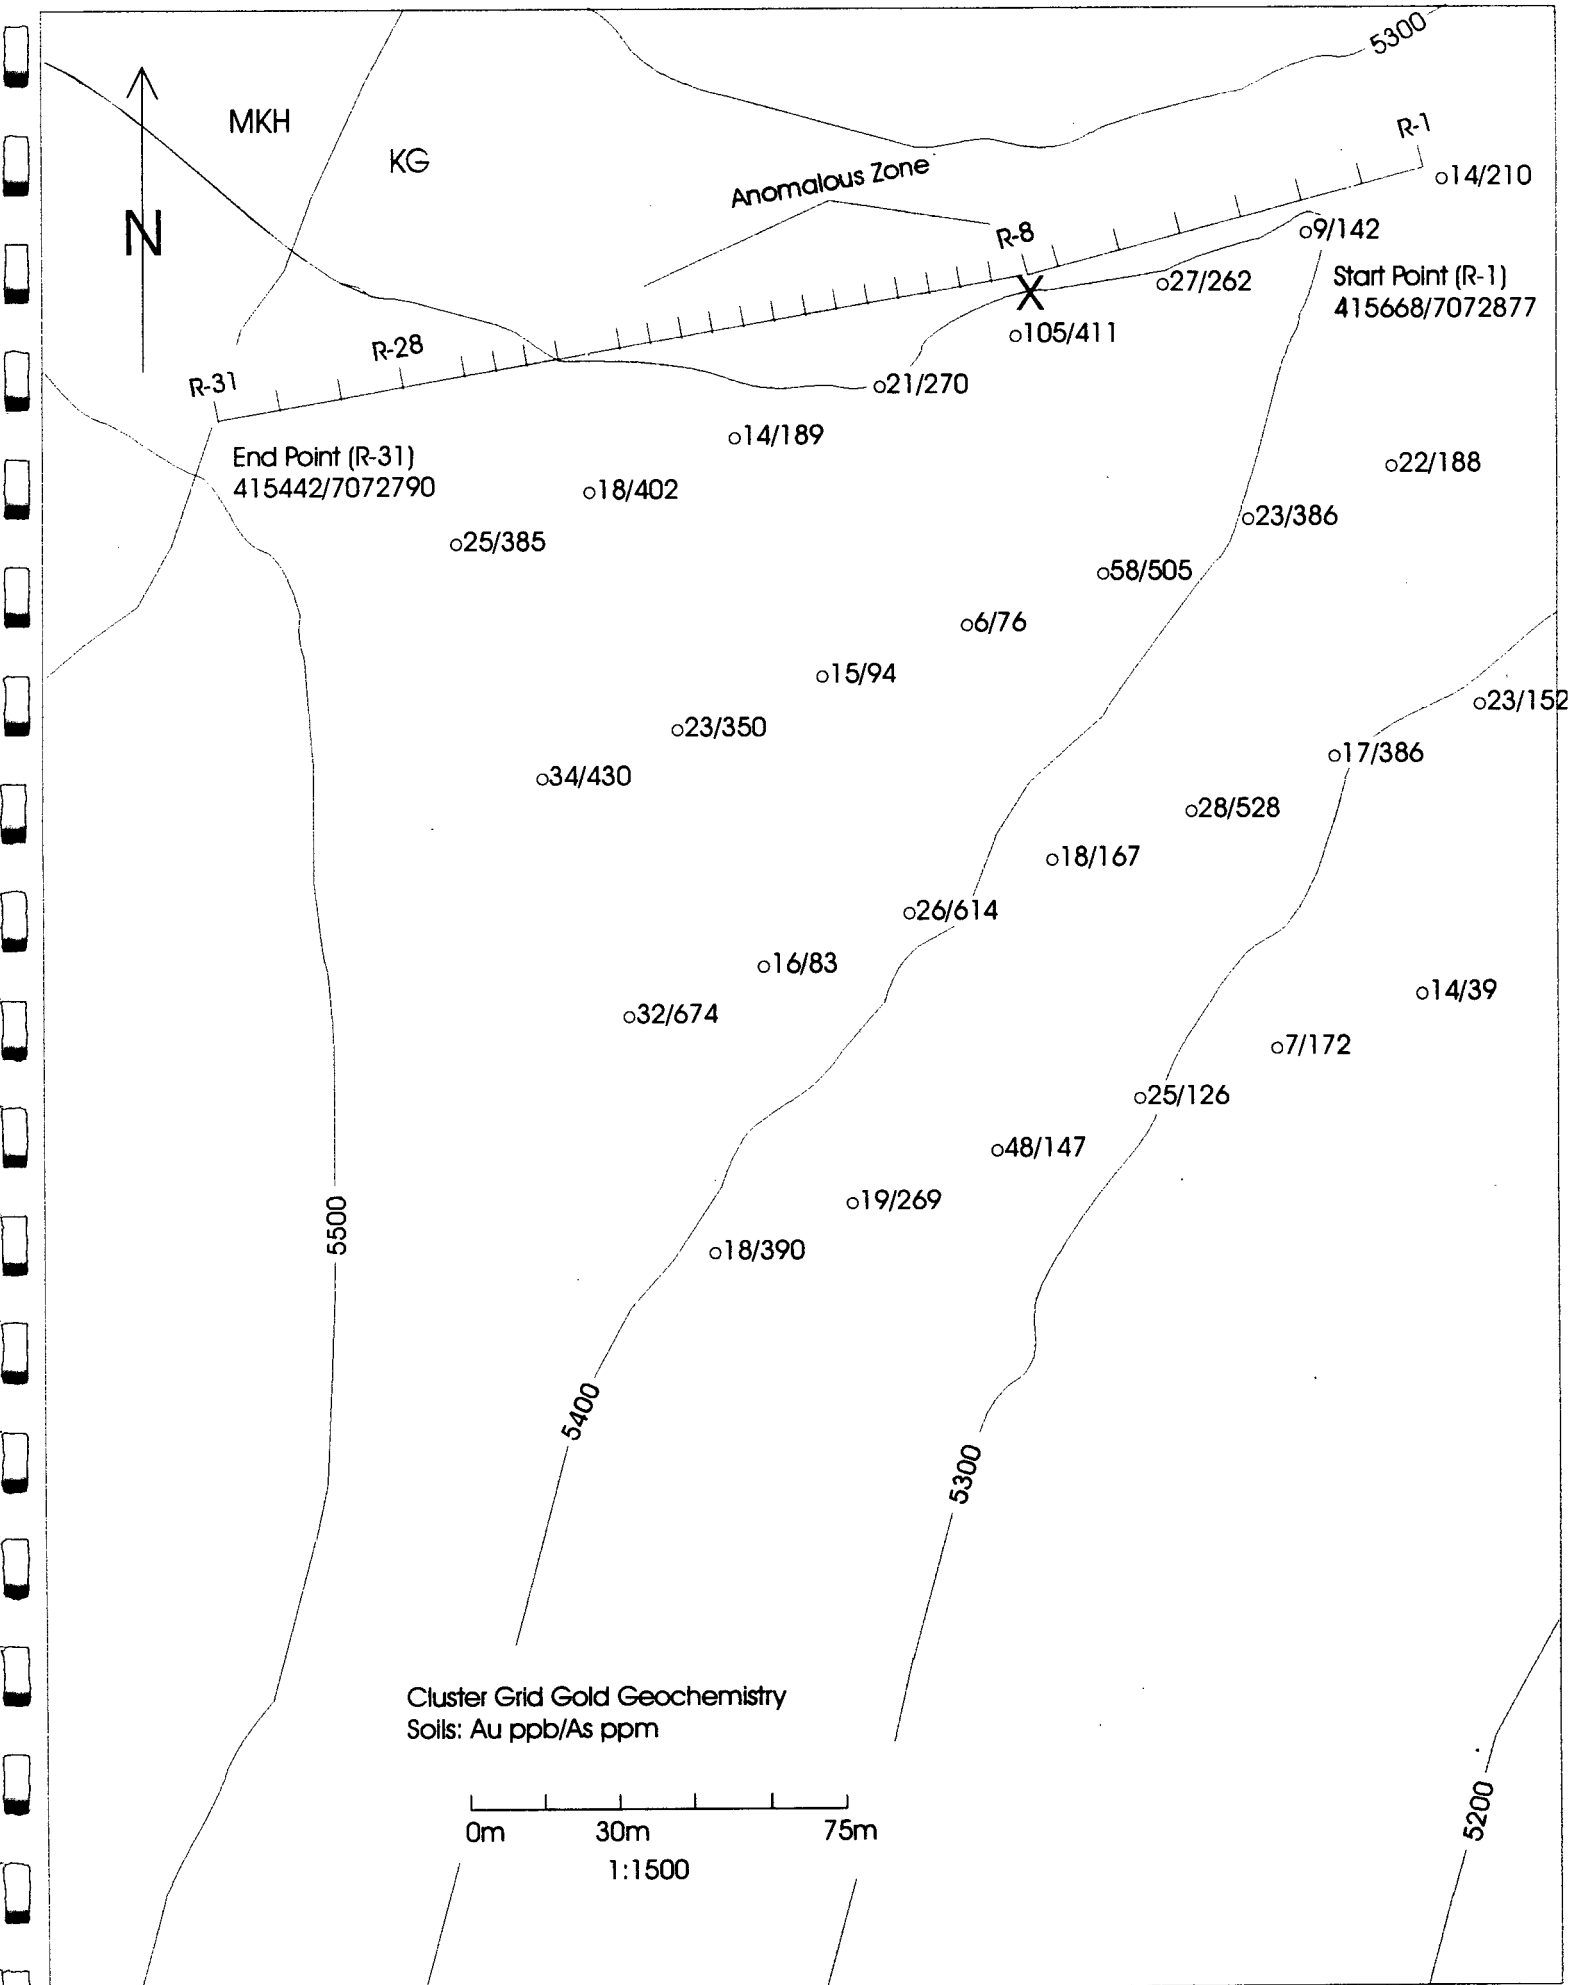 5300
MKH
R-1
KG
Anomalous Zone
14/210
N
R-8
9/142
27/262
Start Point (R-1)
415668/7072877
105/411
R-28
R-31
21/270
14/189
End Point (R-31)
415442/7072790
22/188
18/402
23/386
25/385
58/505
6/76
15/94
23/152
23/350
17/386
34/430
28/528
18/167
26/614
16/83
14/39
32/674
7/172
25/126
48/147
19/269
5500
18/390
5400
5300
Cluster Grid Gold Geochemistry
Soils: Au ppb/As ppm
5200
0m 30m 75m
1:1500
X